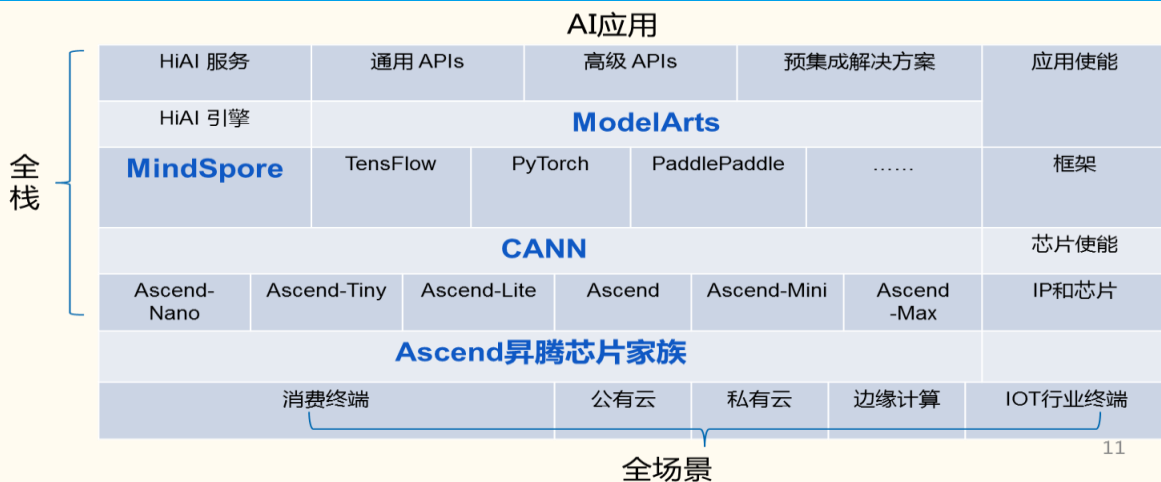 AI应用
HiAI 服务 通用 APIs 高级 APIs 预集成解决方案 应用使能
HiAI 引擎 ModelArts
全栈
MindSpore TensFlow PyTorch PaddlePaddle …… 框架
CANN 芯片使能
Ascend-Nano Ascend-Tiny Ascend-Lite Ascend Ascend-Mini Ascend-Max IP和芯片
Ascend昇腾芯片家族
消费终端 公有云 私有云 边缘计算 IOT行业终端
11
全场景